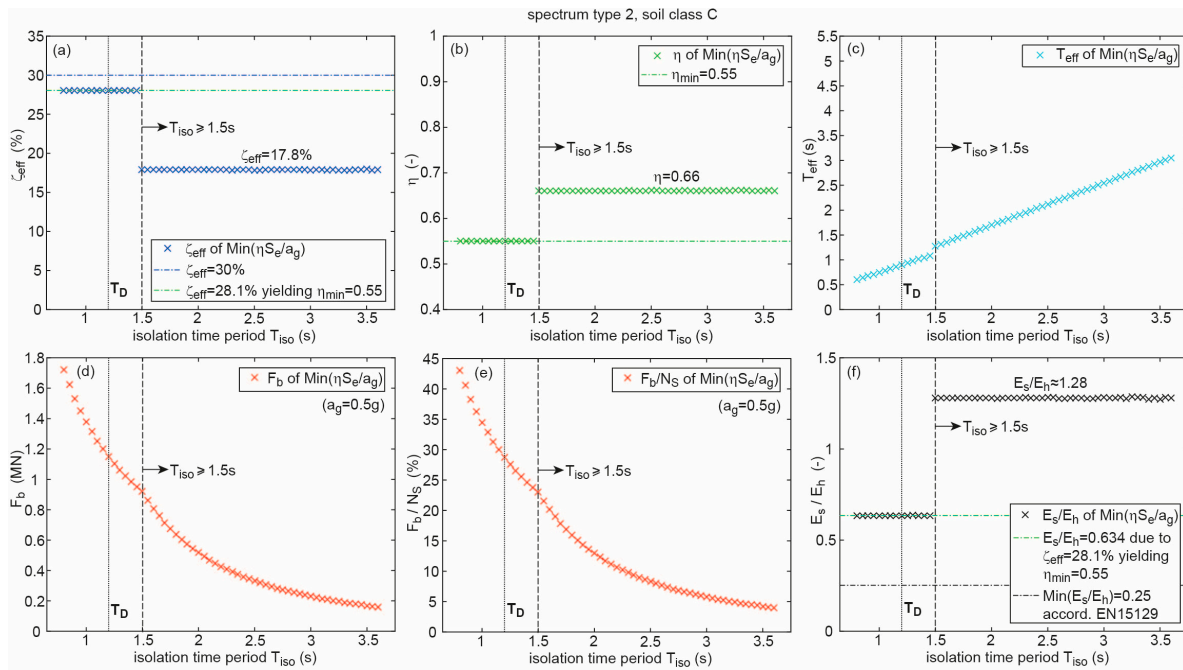 spectrum type 2, soil class C
(a)
35
30
25
20
15
10
5
0
ζeff (%)
Tiso ⩾ 1.5s
ζeff=17.8%
ζeff of Min(ηSe/ag)
ζeff=30%
ζeff=28.1% yielding ηmin=0.55
TD
1 1.5 2 2.5 3 3.5
isolation time period Tiso (s)
(b)
1
0.9
0.8
0.7
0.6
0.5
0.4
η (-)
η of Min(ηSe/ag)
ηmin=0.55
Tiso ⩾ 1.5s
η=0.66
TD
1 1.5 2 2.5 3 3.5
isolation time period Tiso (s)
(c)
5.5
5
4.5
4
3.5
3
2.5
2
1.5
1
0.5
0
Teff (s)
Teff of Min(ηSe/ag)
Tiso ⩾ 1.5s
TD
1 1.5 2 2.5 3 3.5
isolation time period Tiso (s)
(d)
1.8
1.6
1.4
1.2
1
0.8
0.6
0.4
0.2
0
Fb (MN)
Fb of Min(ηSe/ag)
(ag=0.5g)
Tiso ⩾ 1.5s
TD
1 1.5 2 2.5 3 3.5
isolation time period Tiso (s)
(e)
45
40
35
30
25
20
15
10
5
0
Fb / NS (%)
Fb/NS of Min(ηSe/ag)
(ag=0.5g)
Tiso ⩾ 1.5s
TD
1 1.5 2 2.5 3 3.5
isolation time period Tiso (s)
(f)
1.5
1
0.5
0
Es / Eh (-)
Es/Eh≈1.28
Tiso ⩾ 1.5s
Es/Eh of Min(ηSe/ag)
Es/Eh=0.634 due to
ζeff=28.1% yielding
ηmin=0.55
Min(Es/Eh)=0.25
accord. EN15129
TD
1 1.5 2 2.5 3 3.5
isolation time period Tiso (s)